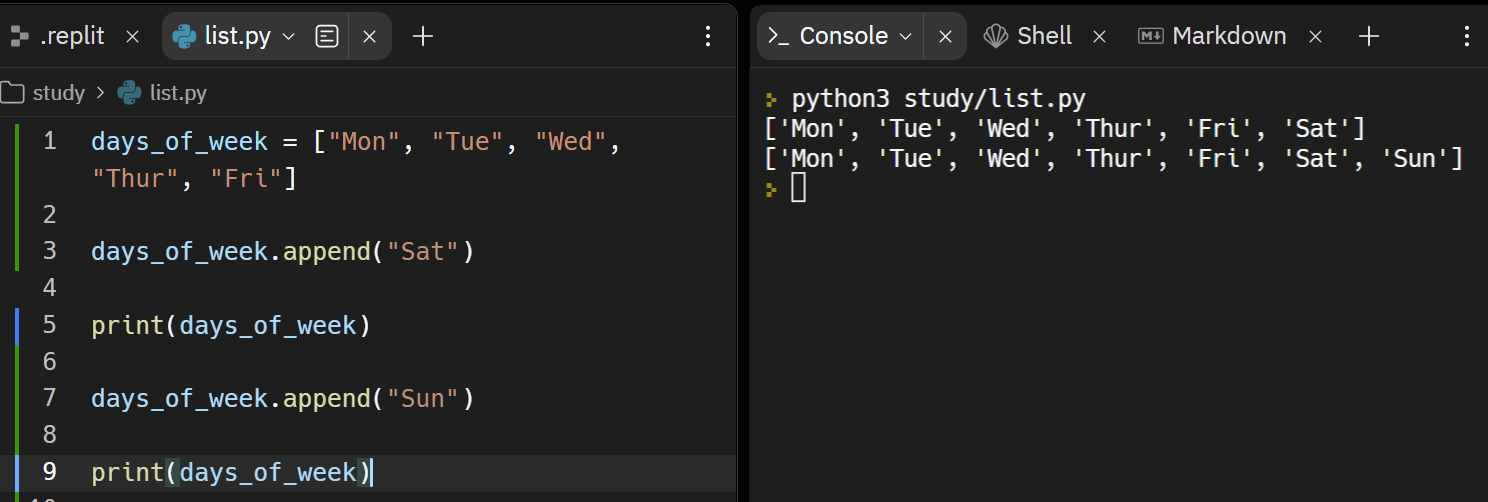 .replit
list.py
study > list.py
1 days_of_week = ["Mon", "Tue", "Wed",
"Thur", "Fri"]
2
3 days_of_week.append("Sat")
4
5 print(days_of_week)
6
7 days_of_week.append("Sun")
8
9 print(days_of_week)
10
>_ Console
Shell
M↓ Markdown
> python3 study/list.py
['Mon', 'Tue', 'Wed', 'Thur', 'Fri', 'Sat']
['Mon', 'Tue', 'Wed', 'Thur', 'Fri', 'Sat', 'Sun']
>